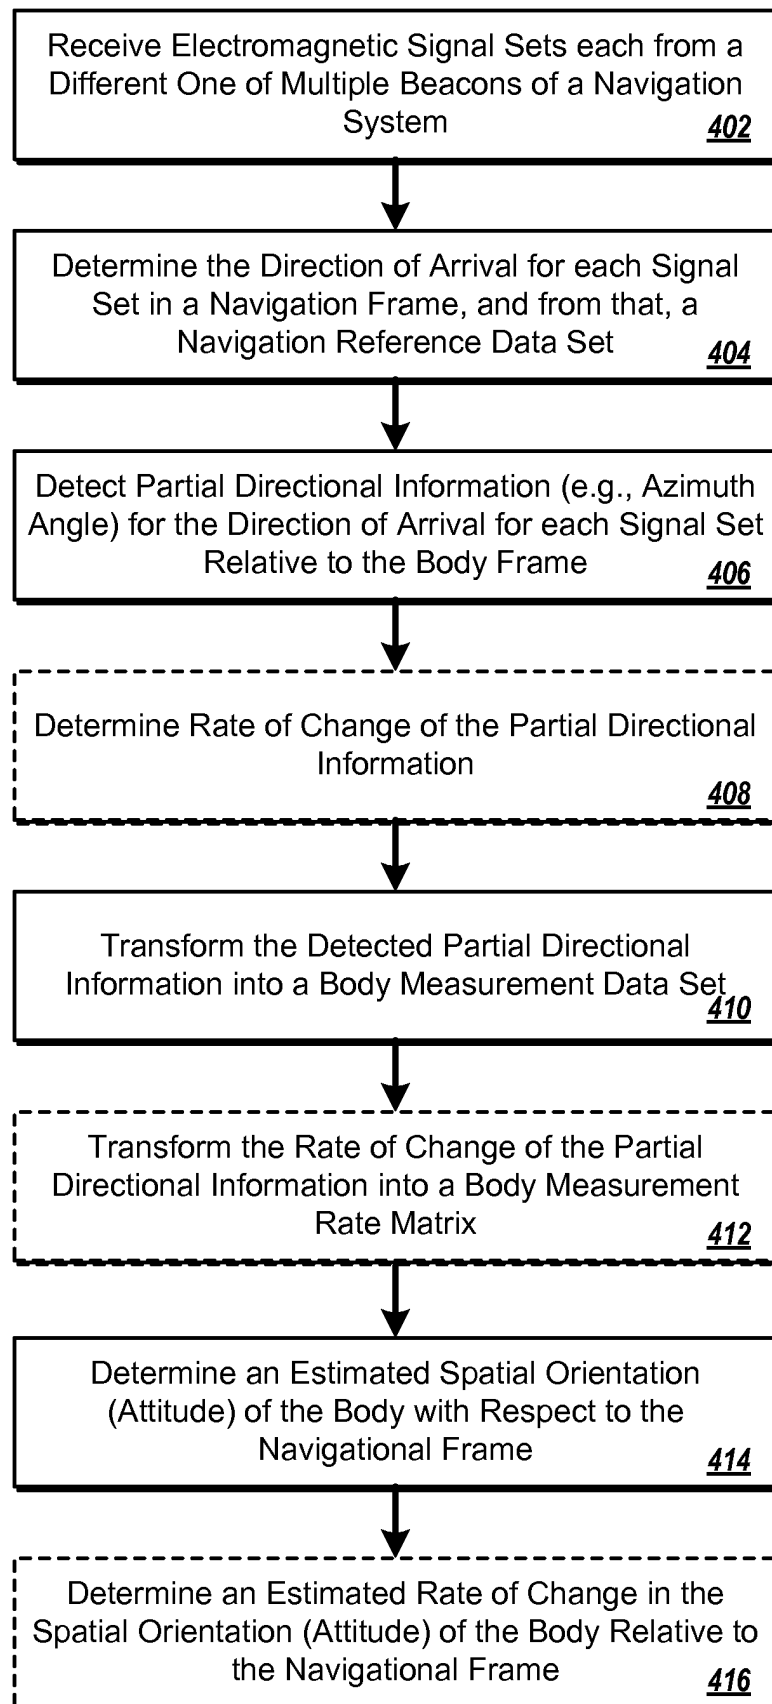 Receive Electromagnetic Signal Sets each from a
Different One of Multiple Beacons of a Navigation
System
402
Determine the Direction of Arrival for each Signal
Set in a Navigation Frame, and from that, a
Navigation Reference Data Set
404
Detect Partial Directional Information (e.g., Azimuth
Angle) for the Direction of Arrival for each Signal Set
Relative to the Body Frame
406
Determine Rate of Change of the Partial Directional
Information
408
Transform the Detected Partial Directional
Information into a Body Measurement Data Set
410
Transform the Rate of Change of the Partial
Directional Information into a Body Measurement
Rate Matrix
412
Determine an Estimated Spatial Orientation
(Attitude) of the Body with Respect to the
Navigational Frame
414
Determine an Estimated Rate of Change in the
Spatial Orientation (Attitude) of the Body Relative to
the Navigational Frame
416